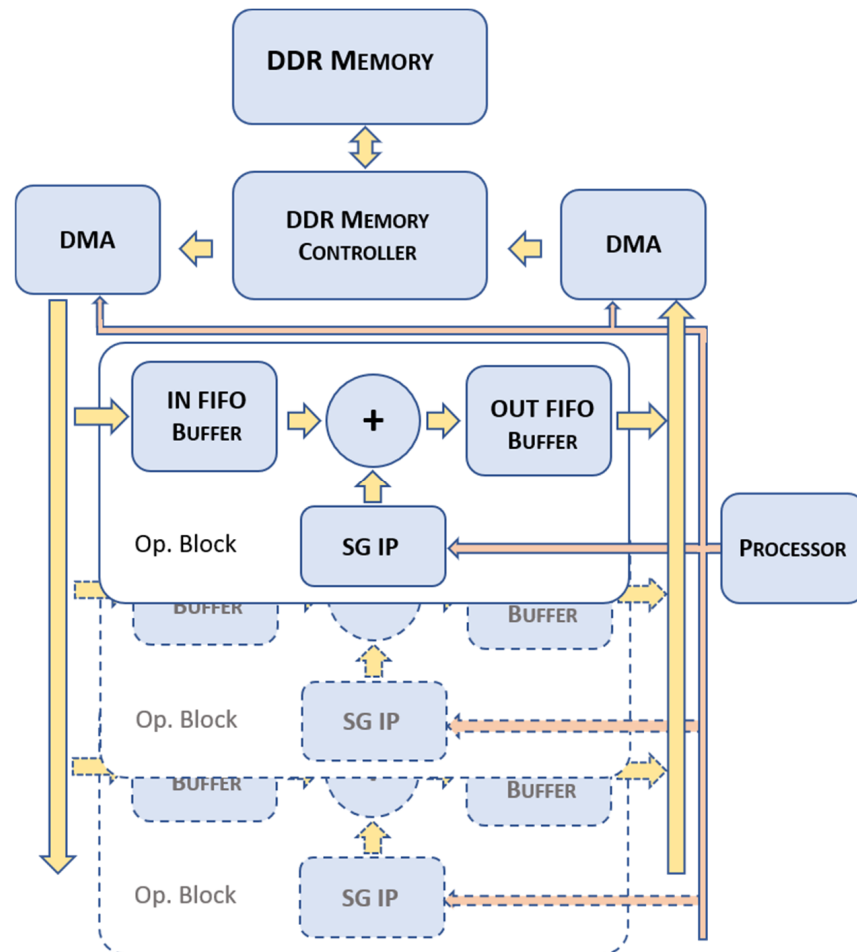 DDR MEMORY
DDR MEMORY
CONTROLLER
DMA
DMA
IN FIFO
BUFFER
+
OUT FIFO
BUFFER
Op. Block
SG IP
PROCESSOR
BUFFER
BUFFER
Op. Block
SG IP
BUFFER
BUFFER
Op. Block
SG IP